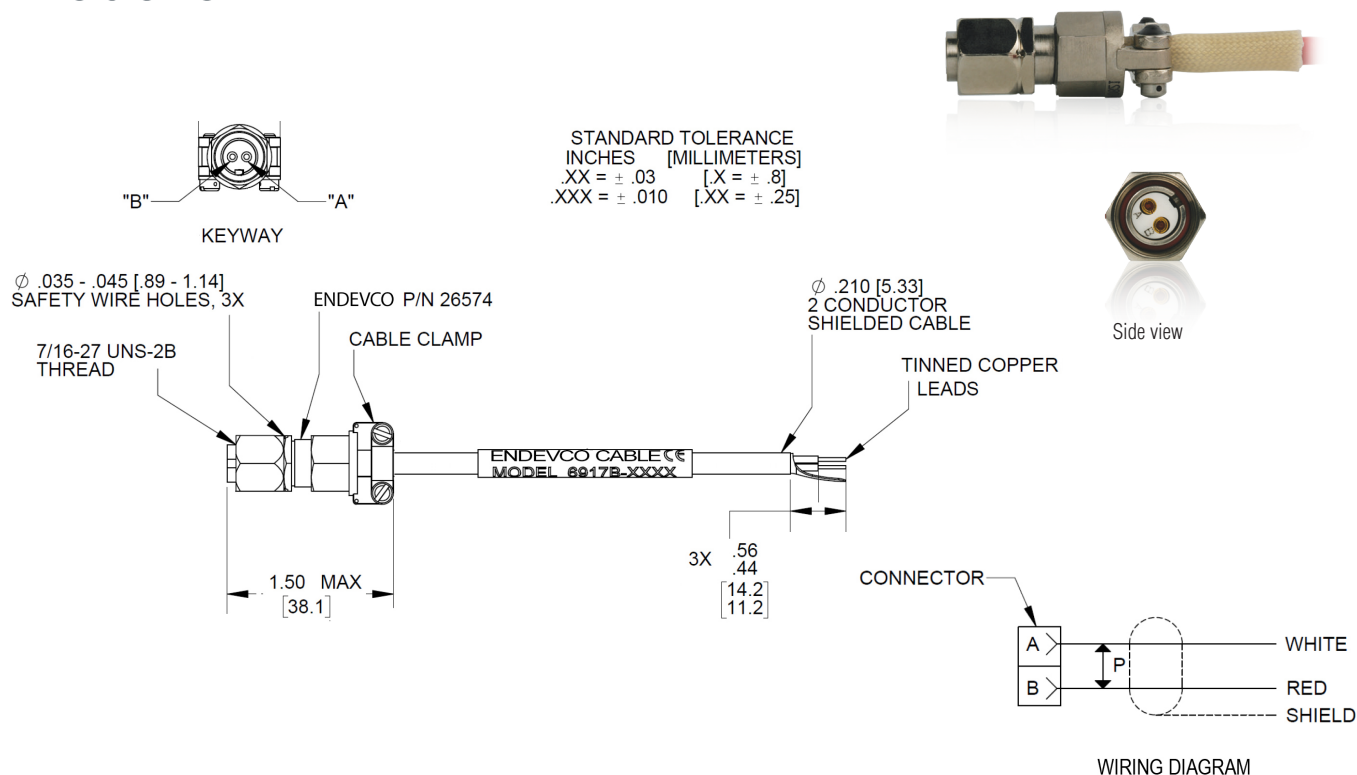 STANDARD TOLERANCE
INCHES [MILLIMETERS]
.XX = ± .03 [.X = ± .8]
.XXX = ± .010 [.XX = ± .25]
"B"
"A"
KEYWAY
A
B
Side view
Ø .035 - .045 [.89 - 1.14]
SAFETY WIRE HOLES, 3X
ENDEVCO P/N 26574
CABLE CLAMP
7/16-27 UNS-2B
THREAD
Ø .210 [5.33]
2 CONDUCTOR
SHIELDED CABLE
TINNED COPPER
LEADS
ENDEVCO CABLE CE
MODEL 6917B-XXXX
1.50 MAX
[38.1]
3X .56
.44
[14.2
11.2]
CONNECTOR
A
B
P
WHITE
RED
SHIELD
WIRING DIAGRAM